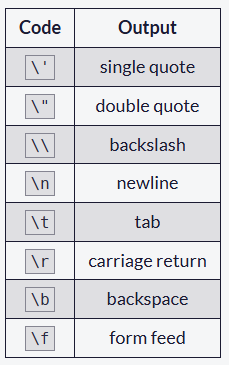 Code Output
\' single quote
\" double quote
\\ backslash
\n newline
\t tab
\r carriage return
\b backspace
\f form feed